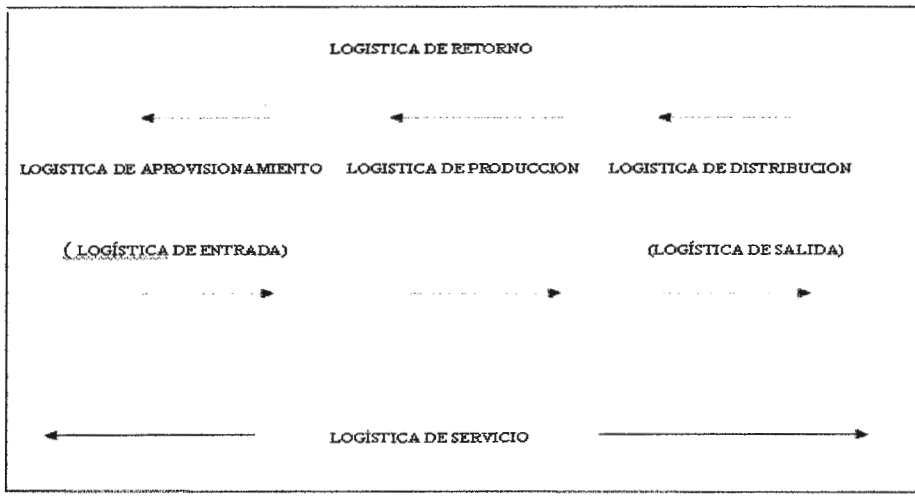 LOGISTICA DE RETORNO
LOGISTICA DE APROVISIONAMIENTO LOGISTICA DE PRODUCCION LOGISTICA DE DISTRIBUCION
( LOGÍSTICA DE ENTRADA) (LOGÍSTICA DE SALIDA)
LOGÍSTICA DE SERVICIO